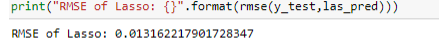 print("RMSE of Lasso: {}".format(rmse(y_test,las_pred)))
RMSE of Lasso: 0.013162217901728347